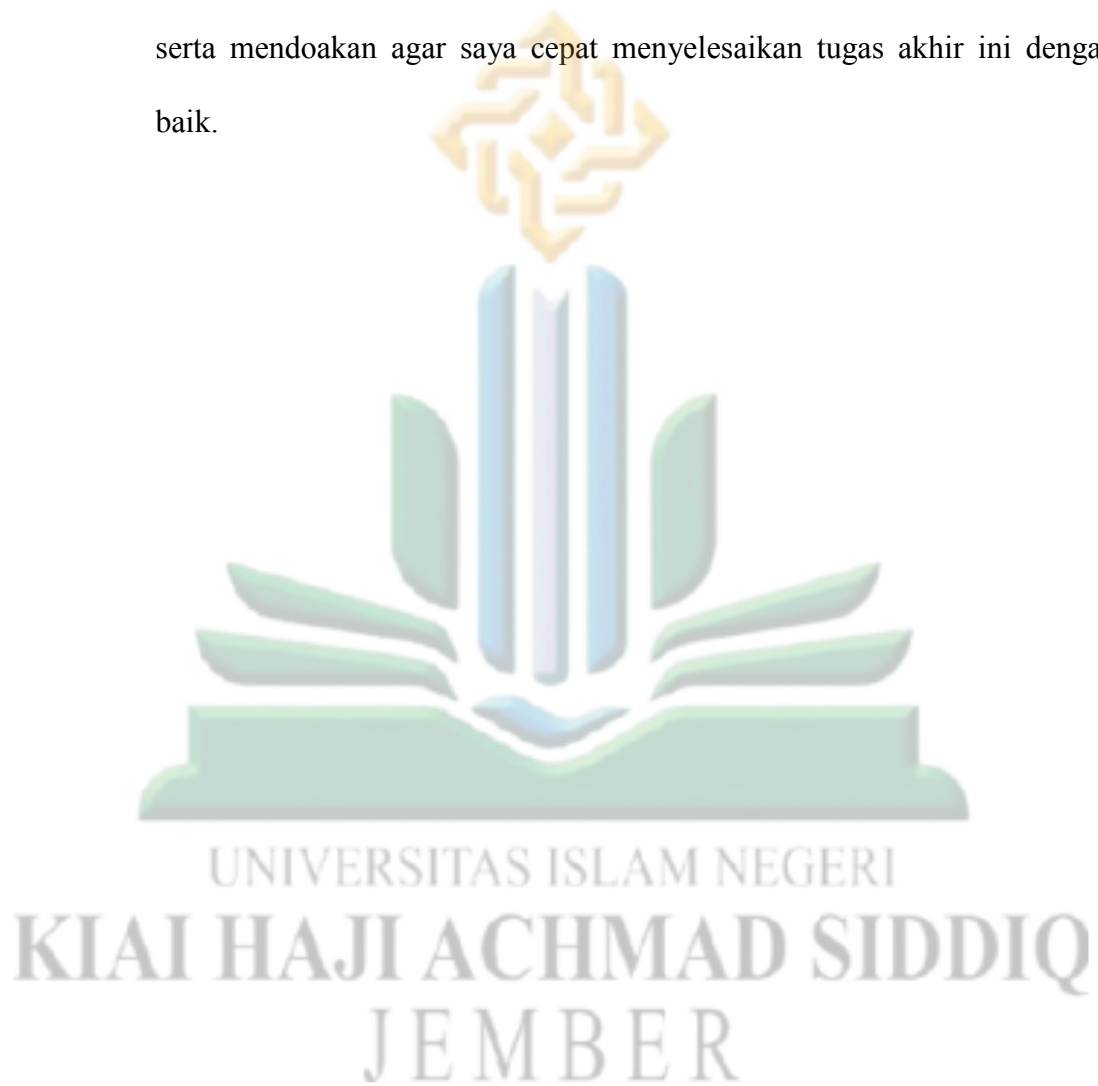 serta mendoakan agar saya cepat menyelesaikan tugas akhir ini denga
baik.
UNIVERSITAS ISLAM NEGERI
KIAI HAJI ACHMAD SIDDIQ
JEMBER